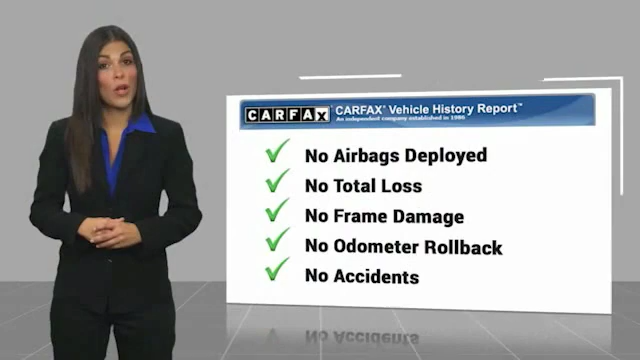 CARFAX CARFAX® Vehicle History Report™
An independent company established in 1986
No Airbags Deployed
No Total Loss
No Frame Damage
No Odometer Rollback
No Accidents